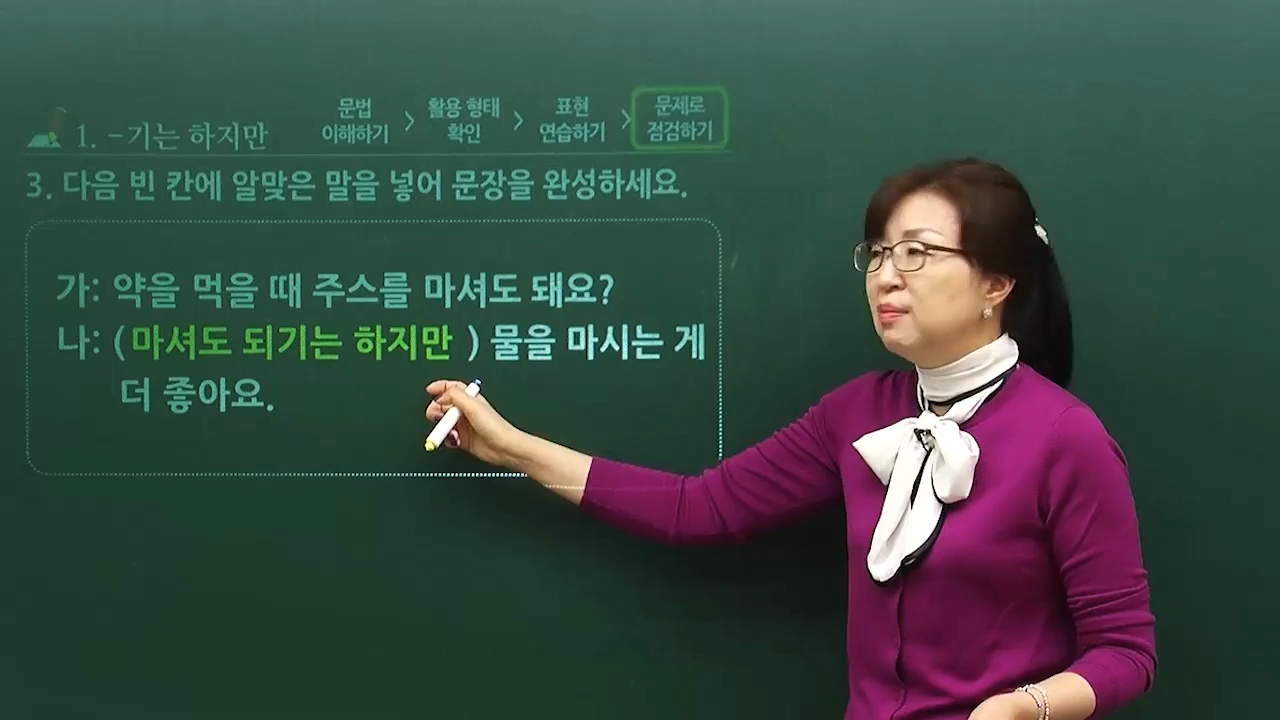 1. -기는 하지만
문법
이해하기
>
활용 형태
확인
>
표현
연습하기
>
문제로
점검하기
3. 다음 빈 칸에 알맞은 말을 넣어 문장을 완성하세요.
가: 약을 먹을 때 주스를 마셔도 돼요?
나: (마셔도 되기는 하지만 ) 물을 마시는 게
더 좋아요.